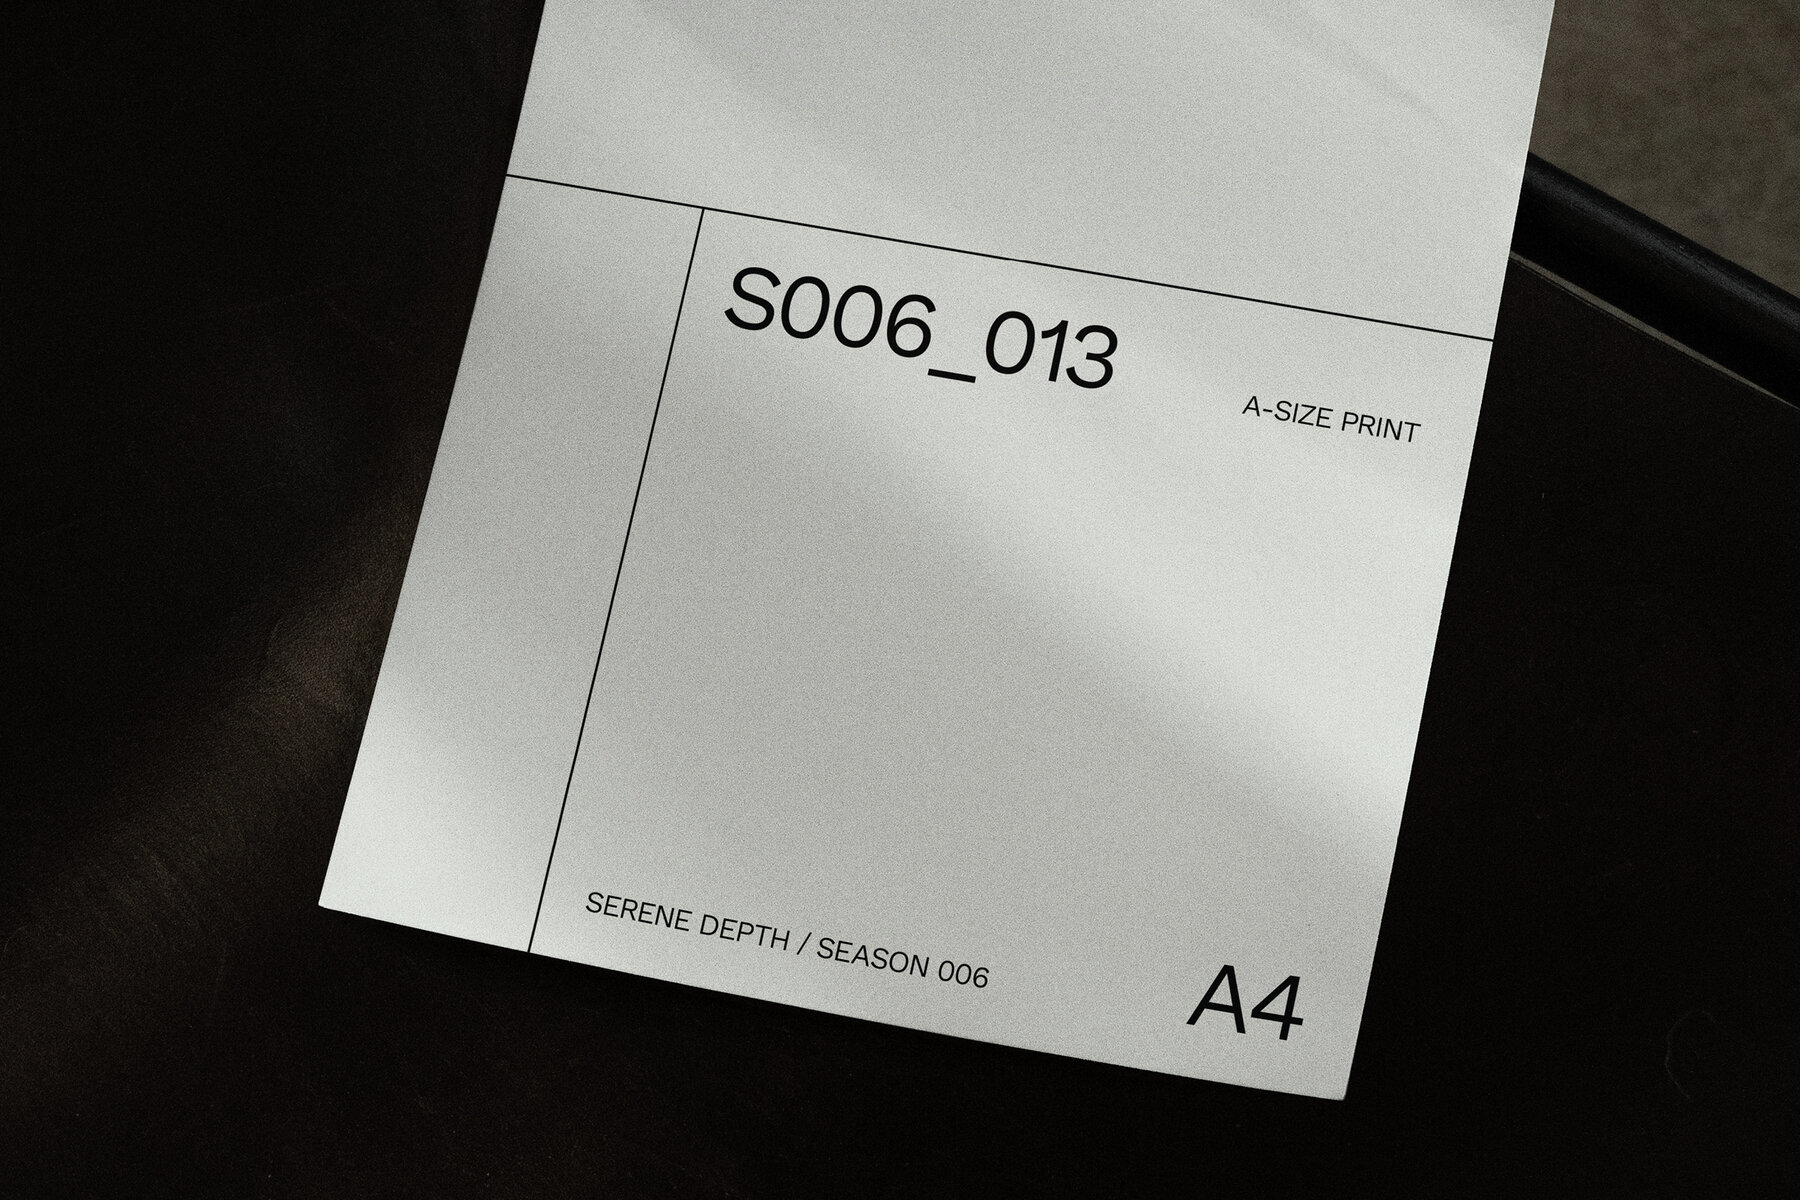 S006_013
A-SIZE PRINT
SERENE DEPTH / SEASON 006
A4